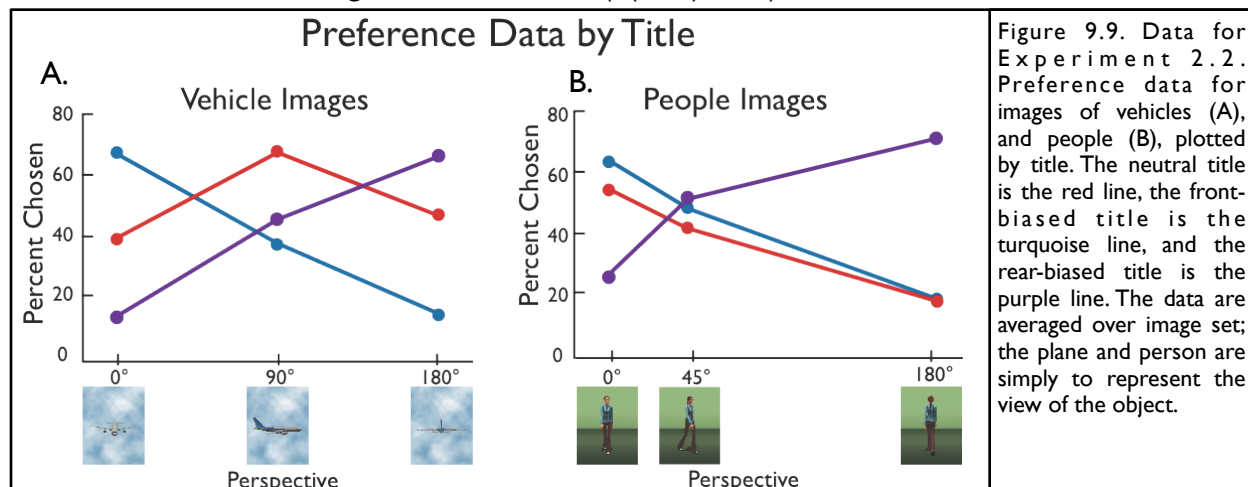 Preference Data by Title
A.
Vehicle Images
80
60
40
20
0
Percent Chosen
0°
90°
180°
Perspective
B.
People Images
80
60
40
20
0
Percent Chosen
0°
45°
180°
Perspective
Figure 9.9. Data for
Experiment 2.2.
Preference data for
images of vehicles (A),
and people (B), plotted
by title. The neutral title
is the red line, the front-
biased title is the
turquoise line, and the
rear-biased title is the
purple line. The data are
averaged over image set;
the plane and person are
simply to represent the
view of the object.